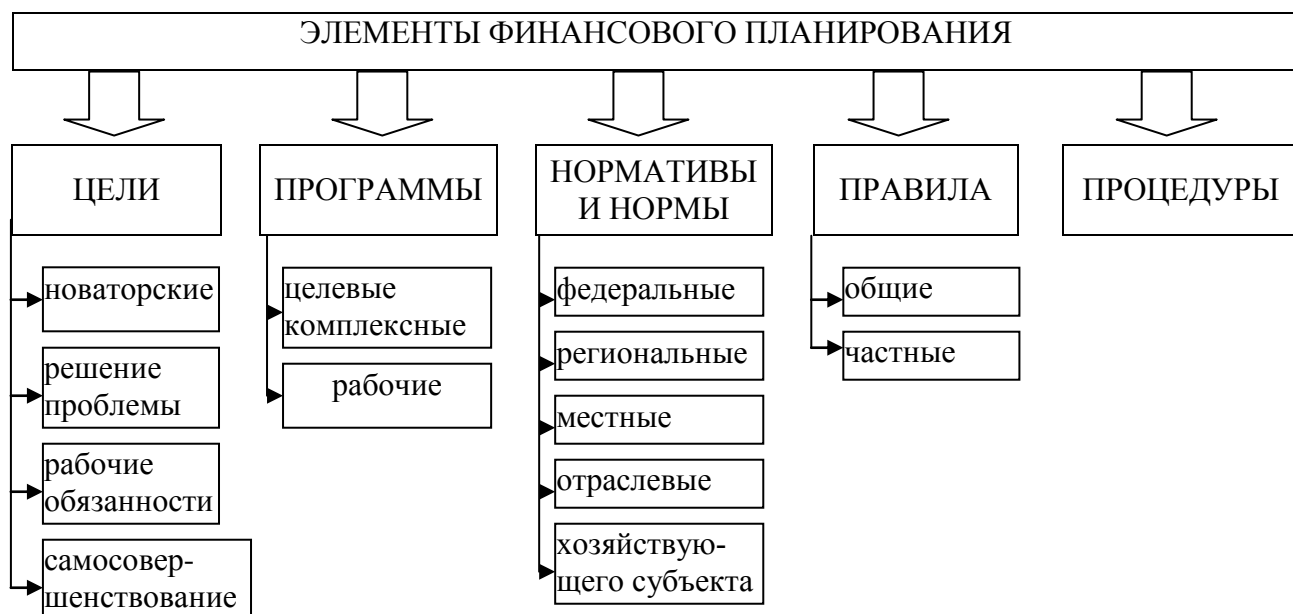 ЭЛЕМЕНТЫ ФИНАНСОВОГО ПЛАНИРОВАНИЯ
ЦЕЛИ
новаторские
решение
проблемы
рабочие
обязанности
самосовер-
шенствование
ПРОГРАММЫ
целевые
комплексные
рабочие
НОРМАТИВЫ
И НОРМЫ
федеральные
региональные
местные
отраслевые
хозяйствую-
щего субъекта
ПРАВИЛА
общие
частные
ПРОЦЕДУРЫ